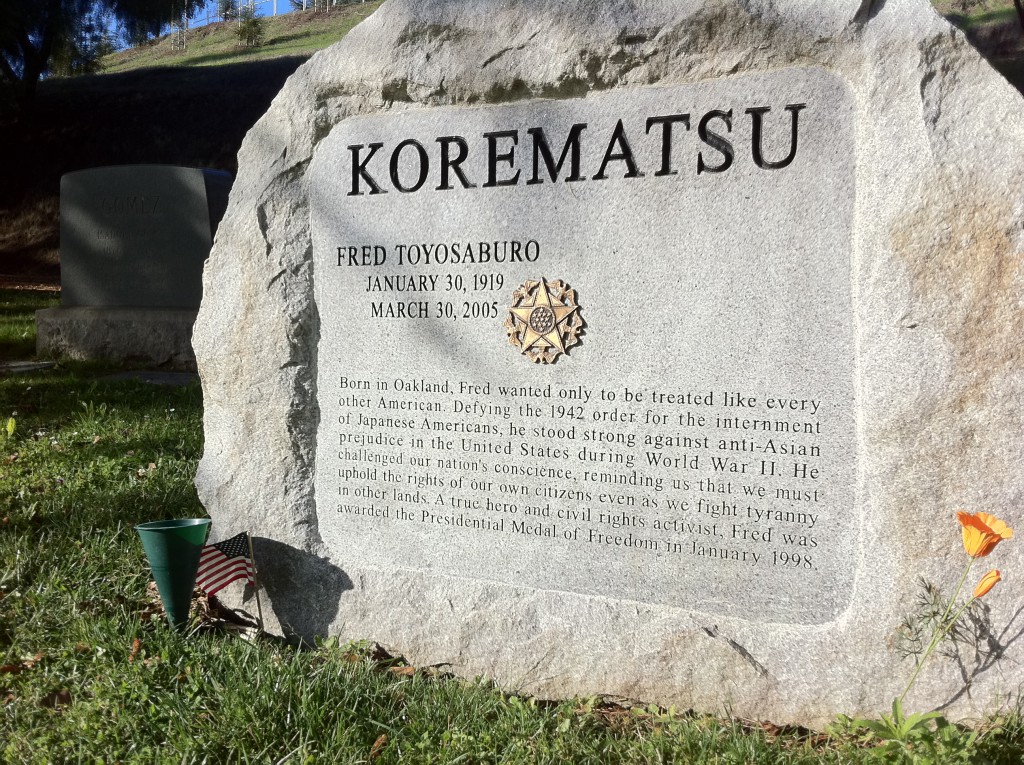 KOREMATSU
FRED TOYOSABURO
JANUARY 30, 1919
MARCH 30, 2005
Born in Oakland, Fred wanted only to be treated like every
other American. Defying the 1942 order for the internment
of Japanese Americans, he stood strong against anti-Asian
prejudice in the United States during World War II. He
challenged our nation's conscience, reminding us that we must
uphold the rights of our own citizens even as we fight tyranny
in other lands. A true hero and civil rights activist, Fred was
awarded the Presidential Medal of Freedom in January 1998.
GOMEZ